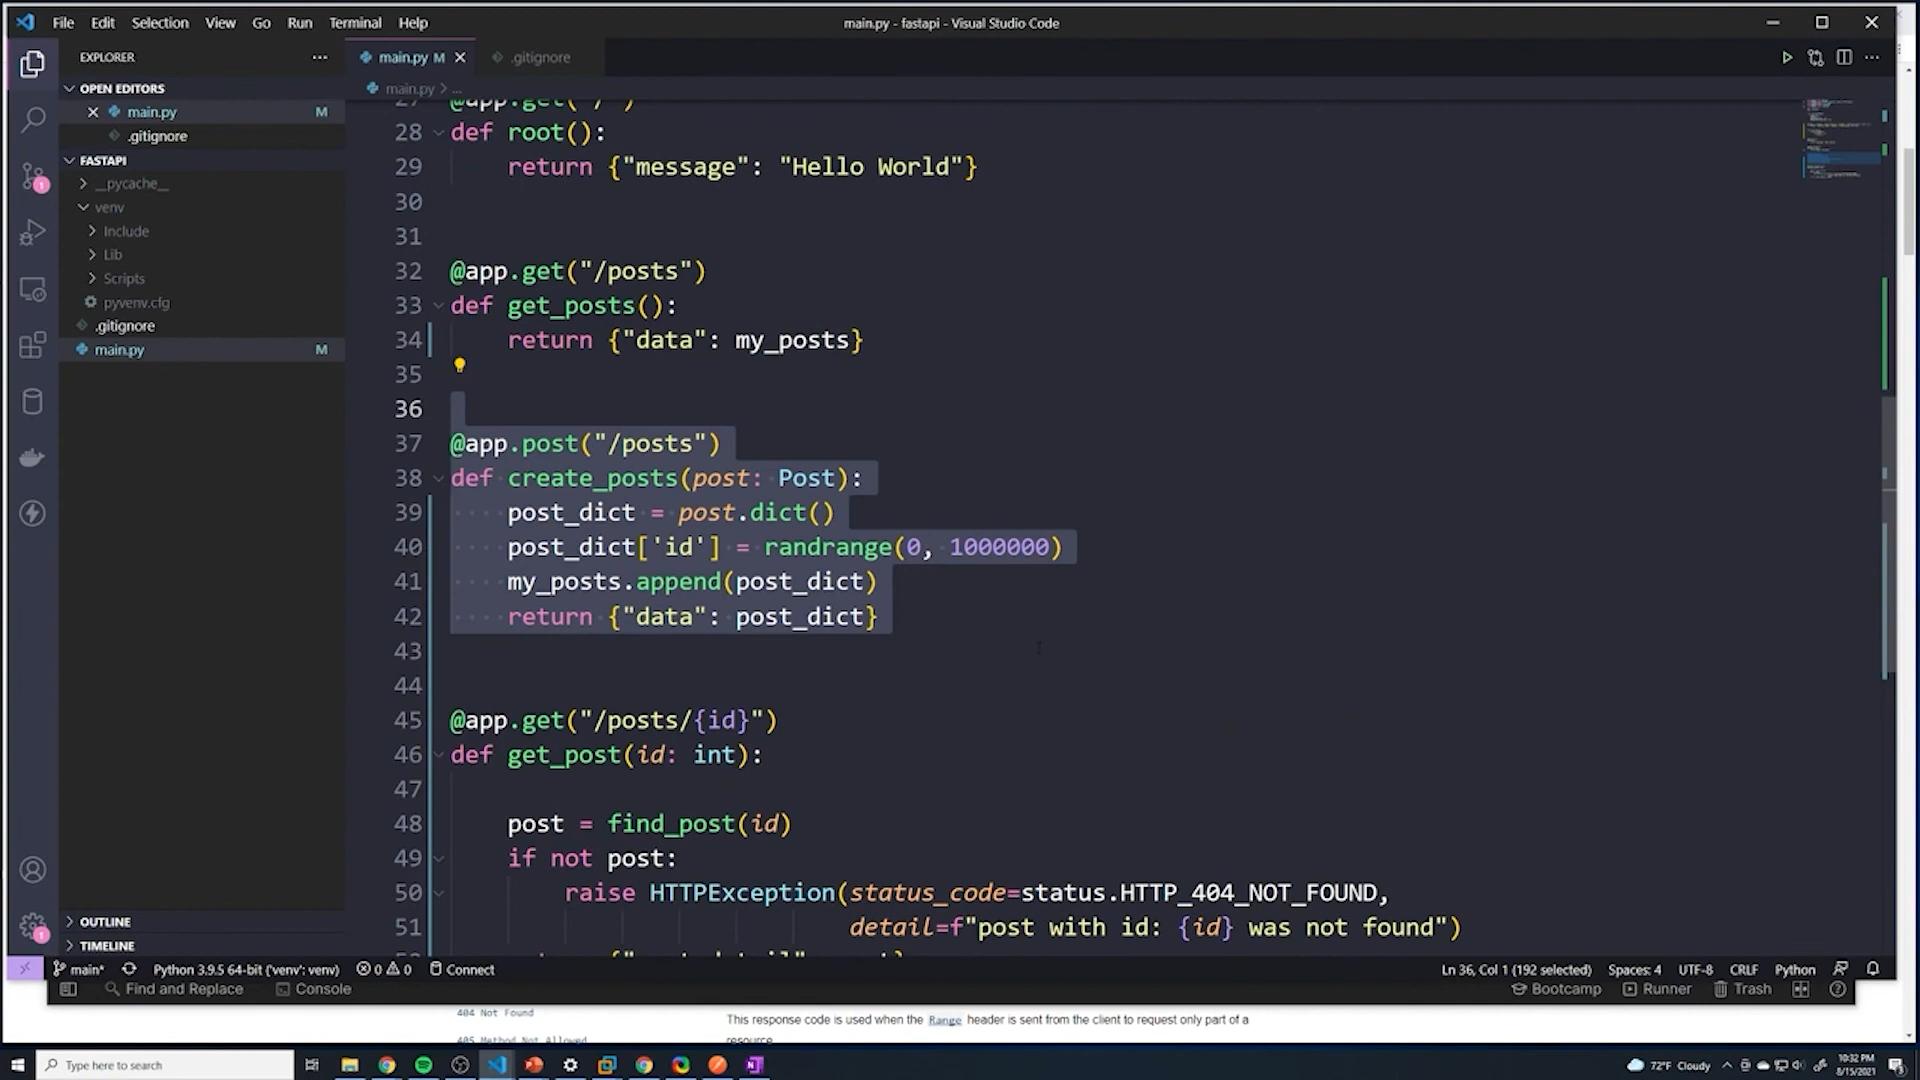 File Edit Selection View Go Run Terminal Help
main.py - fastapi - Visual Studio Code
EXPLORER
main.py M
.gitignore
OPEN EDITORS
main.py M
.gitignore
FASTAPI
__pycache__
venv
Include
Lib
Scripts
pyvenv.cfg
.gitignore
main.py M
OUTLINE
TIMELINE
main.py > ...
27 @app.get("/")
28 def root():
29 return {"message": "Hello World"}
30
31
32 @app.get("/posts")
33 def get_posts():
34 return {"data": my_posts}
35
36
37 @app.post("/posts")
38 def create_posts(post: Post):
39 post_dict = post.dict()
40 post_dict['id'] = randrange(0, 1000000)
41 my_posts.append(post_dict)
42 return {"data": post_dict}
43
44
45 @app.get("/posts/{id}")
46 def get_post(id: int):
47
48 post = find_post(id)
49 if not post:
50 raise HTTPException(status_code=status.HTTP_404_NOT_FOUND,
51 detail=f"post with id: {id} was not found")
main* Python 3.9.5 64-bit ('venv': venv) 0 0 Connect
Ln 36, Col 1 (192 selected) Spaces: 4 UTF-8 CRLF Python
Find and Replace Console
Bootcamp Runner Trash
404 Not Found
This response code is used when the Range header is sent from the client to request only part of a
405 Method Not Allowed
resource.
Type here to search
72°F Cloudy
10:32 PM
8/15/2021